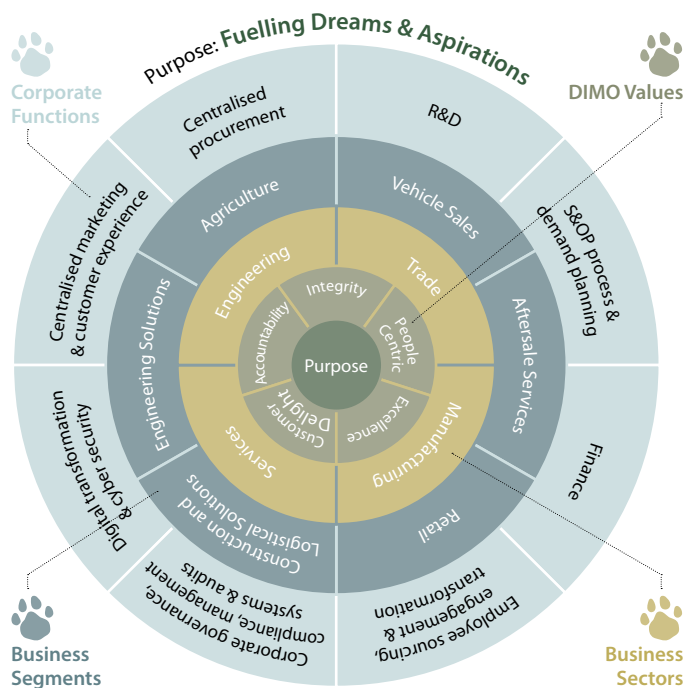 Purpose: Fuelling Dreams & Aspirations
Corporate
Functions
DIMO Values
Centralised
procurement
R&D
S&OP process &
demand planning
Finance
Employee sourcing,
engagement &
transformation
Corporate governance,
compliance, management
systems & audits
Digital transformation
& cyber security
Centralised marketing
& customer experience
Agriculture
Vehicle Sales
Aftersale Services
Retail
Construction and
Logistical Solutions
Engineering Solutions
Engineering
Trade
Manufacturing
Services
Integrity
People
Centric
Excellence
Customer
Delight
Accountability
Purpose
Business
Segments
Business
Sectors